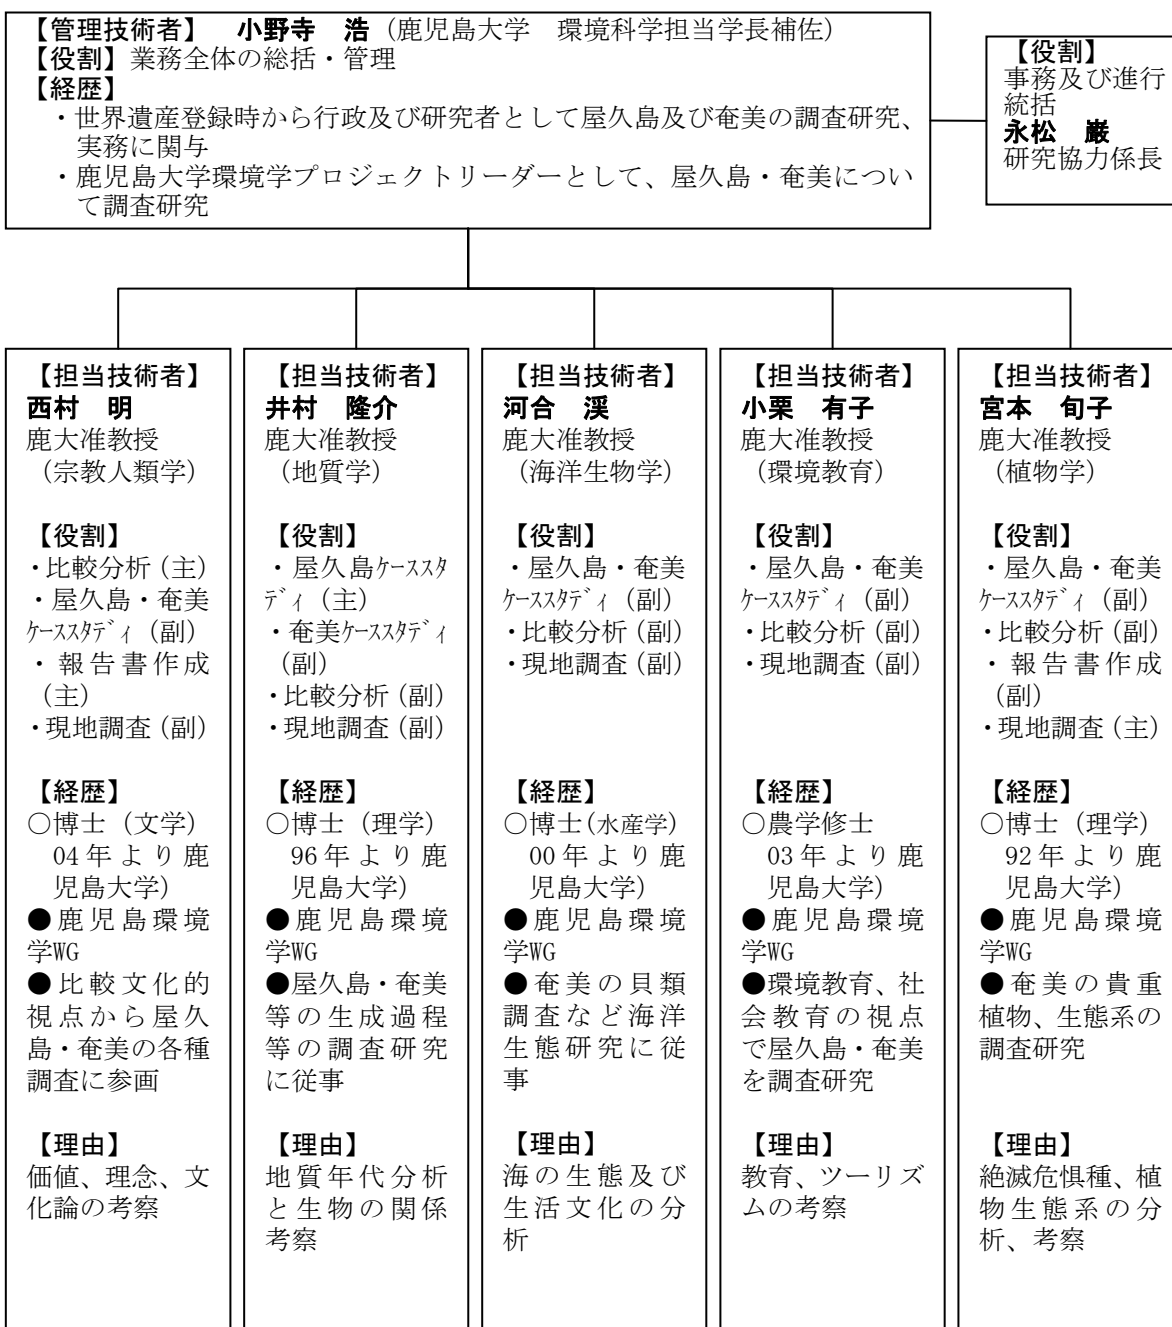 【管理技術者】 小野寺 浩（鹿児島大学 環境科学担当学長補佐）
【役割】業務全体の総括・管理
【経歴】
・世界遺産登録時から行政及び研究者として屋久島及び奄美の調査研究、
実務に関与
・鹿児島大学環境学プロジェクトリーダーとして、屋久島・奄美につい
て調査研究
【役割】
事務及び進行
統括
永松 巌
研究協力係長
【担当技術者】
西村 明
鹿大准教授
（宗教人類学）
【役割】
・比較分析（主）
・屋久島・奄美
ｹｰｽｽﾀﾃﾞｨ（副）
・報告書作成
（主）
・現地調査（副）
【経歴】
○博士（文学）
04年より鹿
児島大学）
●鹿児島環境
学WG
●比較文化的
視点から屋久
島・奄美の各種
調査に参画
【理由】
価値、理念、文
化論の考察
【担当技術者】
井村 隆介
鹿大准教授
（地質学）
【役割】
・屋久島ｹｰｽｽﾀ
ﾃﾞｨ（主）
・奄美ｹｰｽｽﾀﾃﾞｨ
（副）
・比較分析（副）
・現地調査（副）
【経歴】
○博士（理学）
96年より鹿
児島大学）
●鹿児島環境
学WG
●屋久島・奄美
等の生成過程
等の調査研究
に従事
【理由】
地質年代分析
と生物の関係
考察
【担当技術者】
河合 渓
鹿大准教授
（海洋生物学）
【役割】
・屋久島・奄美
ｹｰｽｽﾀﾃﾞｨ（副）
・比較分析（副）
・現地調査（副）
【経歴】
○博士（水産学）
00年より鹿
児島大学）
●鹿児島環境
学WG
●奄美の貝類
調査など海洋
生態研究に従
事
【理由】
海の生態及び
生活文化の分
析
【担当技術者】
小栗 有子
鹿大准教授
（環境教育）
【役割】
・屋久島・奄美
ｹｰｽｽﾀﾃﾞｨ（副）
・比較分析（副）
・現地調査（副）
【経歴】
○農学修士
03年より鹿
児島大学）
●鹿児島環境
学WG
●環境教育、社
会教育の視点
で屋久島・奄美
を調査研究
【理由】
教育、ツーリズ
ムの考察
【担当技術者】
宮本 旬子
鹿大准教授
（植物学）
【役割】
・屋久島・奄美
ｹｰｽｽﾀﾃﾞｨ（副）
・比較分析（副）
・報告書作成
（副）
・現地調査（主）
【経歴】
○博士（理学）
92年より鹿
児島大学）
●鹿児島環境
学WG
●奄美の貴重
植物、生態系の
調査研究
【理由】
絶滅危惧種、植
物生態系の分
析、考察